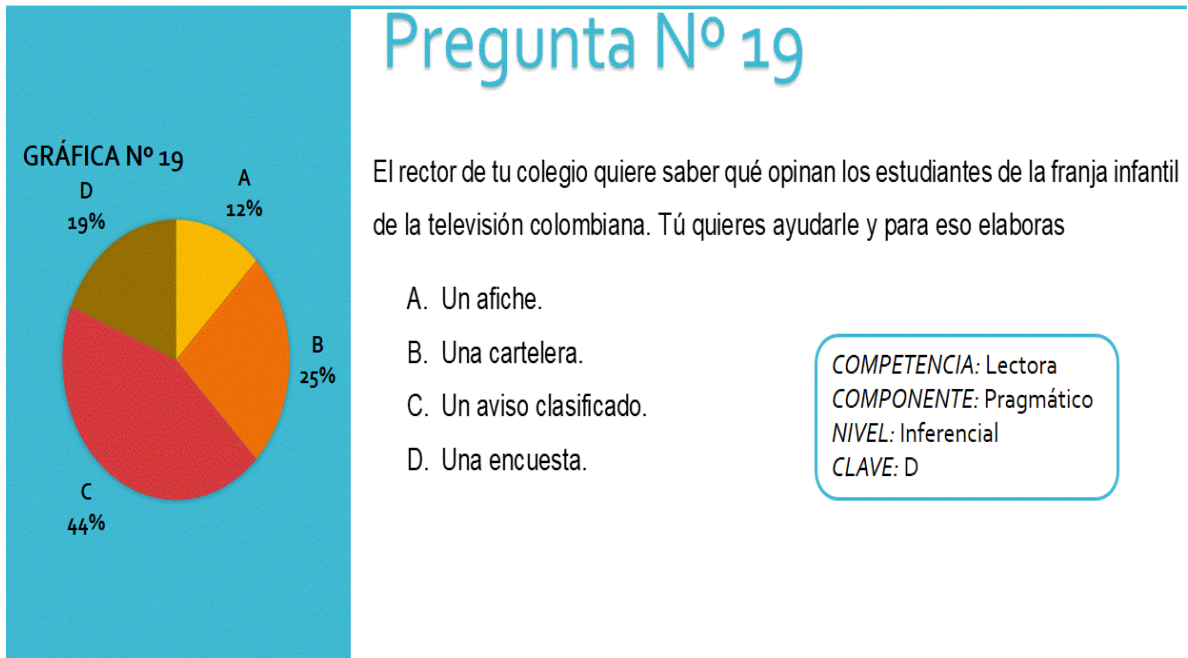 Pregunta Nº 19
GRÁFICA Nº 19
D
19%
A
12%
B
25%
C
44%
El rector de tu colegio quiere saber qué opinan los estudiantes de la franja infantil
de la televisión colombiana. Tú quieres ayudarle y para eso elaboras
A. Un afiche.
B. Una cartelera.
C. Un aviso clasificado.
D. Una encuesta.
COMPETENCIA: Lectora
COMPONENTE: Pragmático
NIVEL: Inferencial
CLAVE: D